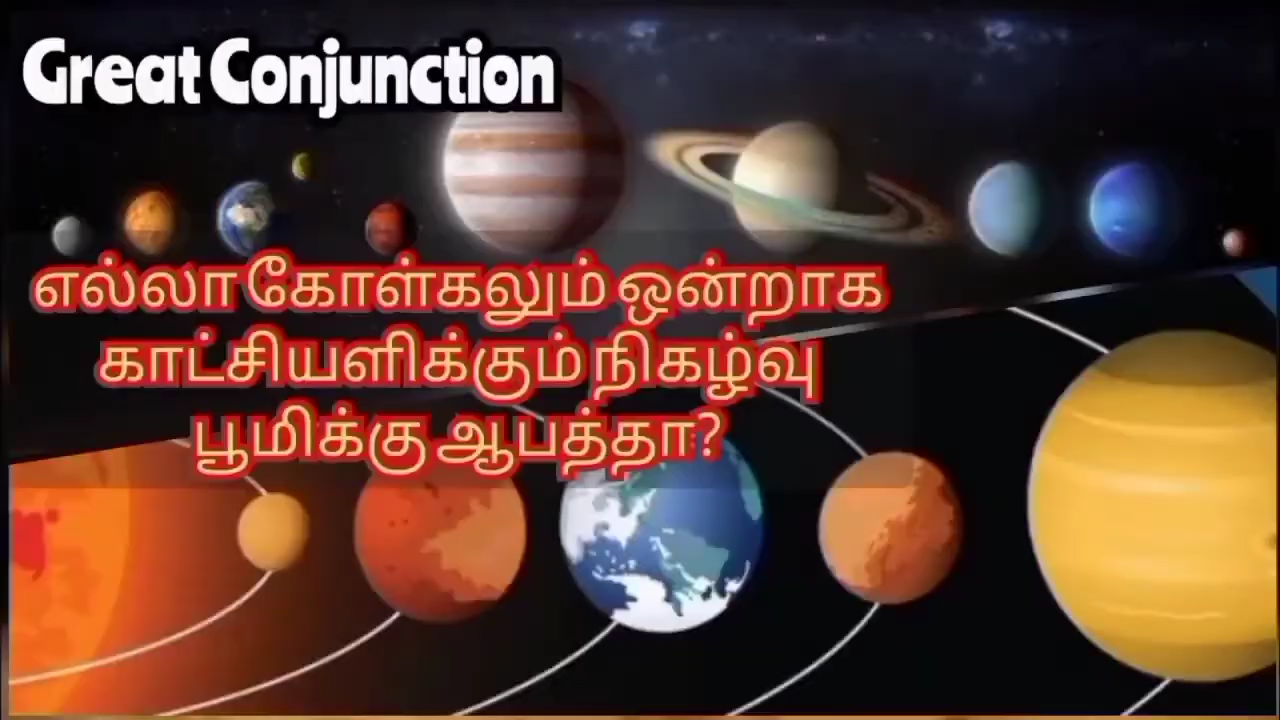 Great Conjunction
எல்லா கோள்கலும் ஒன்றாக
காட்சியளிக்கும் நிகழ்வு
பூமிக்கு ஆபத்தா?